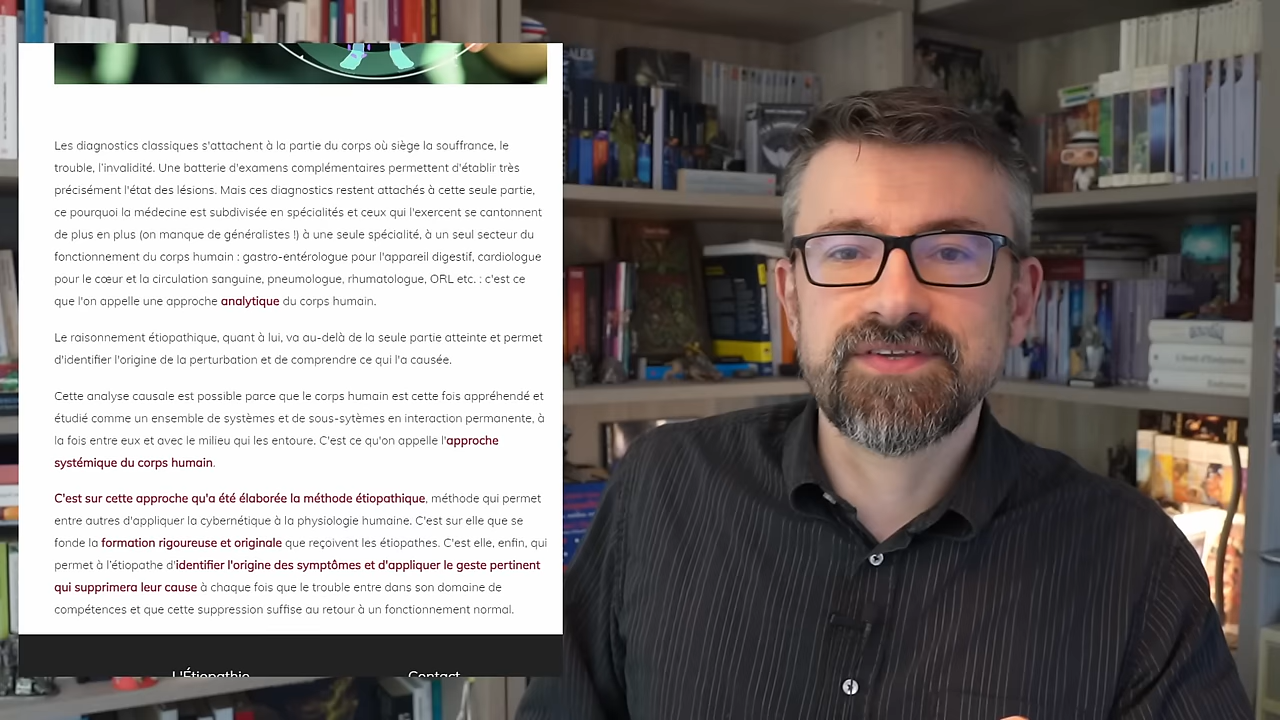 Les diagnostics classiques s'attachent à la partie du corps où siège la souffrance, le
trouble, l'invalidité. Une batterie d'examens complémentaires permettent d'établir très
précisément l'état des lésions. Mais ces diagnostics restent attachés à cette seule partie,
ce pourquoi la médecine est subdivisée en spécialités et ceux qui l'exercent se cantonnent
de plus en plus (on manque de généralistes !) à une seule spécialité, à un seul secteur du
fonctionnement du corps humain : gastro-entérologue pour l'appareil digestif, cardiologue
pour le cœur et la circulation sanguine, pneumologue, rhumatologue, ORL etc. : c'est ce
que l'on appelle une approche analytique du corps humain.
Le raisonnement étiopathique, quant à lui, va au-delà de la seule partie atteinte et permet
d'identifier l'origine de la perturbation et de comprendre ce qui l'a causée.
Cette analyse causale est possible parce que le corps humain est cette fois appréhendé et
étudié comme un ensemble de systèmes et de sous-sytèmes en interaction permanente, à
la fois entre eux et avec le milieu qui les entoure. C'est ce qu'on appelle l'approche
systémique du corps humain.
C'est sur cette approche qu'a été élaborée la méthode étiopathique, méthode qui permet
entre autres d'appliquer la cybernétique à la physiologie humaine. C'est sur elle que se
fonde la formation rigoureuse et originale que reçoivent les étiopathes. C'est elle, enfin, qui
permet à l'étiopathe d'identifier l'origine des symptômes et d'appliquer le geste pertinent
qui supprimera leur cause à chaque fois que le trouble entre dans son domaine de
compétences et que cette suppression suffise au retour à un fonctionnement normal.
L'Étiopathie
Contact